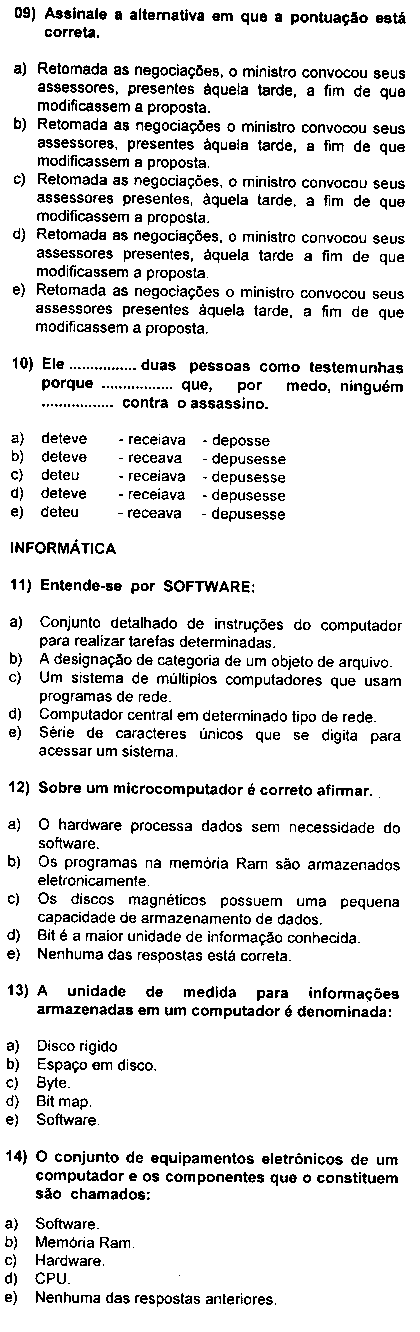 09) Assinale a alternativa em que a pontuação está
correta.
a) Retomada as negociações, o ministro convocou seus
assessores, presentes àquela tarde, a fim de que
modificassem a proposta.
b) Retomada as negociações o ministro convocou seus
assessores, presentes àquela tarde, a fim de que
modificassem a proposta.
c) Retomada as negociações, o ministro convocou seus
assessores presentes, àquela tarde, a fim de que
modificassem a proposta.
d) Retomada as negociações, o ministro convocou seus
assessores presentes, àquela tarde a fim de que
modificassem a proposta.
e) Retomada as negociações o ministro convocou seus
assessores presentes àquela tarde, a fim de que
modificassem a proposta.
10) Ele ................ duas pessoas como testemunhas
porque ................. que, por medo, ninguém
................. contra o assassino.
a) deteve - receiava - deposse
b) deteve - receava - depusesse
c) deteu - receiava - depusesse
d) deteve - receiava - depusesse
e) deteu - receava - depusesse
INFORMÁTICA
11) Entende-se por SOFTWARE:
a) Conjunto detalhado de instruções do computador
para realizar tarefas determinadas.
b) A designação de categoria de um objeto de arquivo.
c) Um sistema de múltiplos computadores que usam
programas de rede.
d) Computador central em determinado tipo de rede.
e) Série de caracteres únicos que se digita para
acessar um sistema.
12) Sobre um microcomputador é correto afirmar.
a) O hardware processa dados sem necessidade do
software.
b) Os programas na memória Ram são armazenados
eletronicamente.
c) Os discos magnéticos possuem uma pequena
capacidade de armazenamento de dados.
d) Bit é a maior unidade de informação conhecida.
e) Nenhuma das respostas está correta.
13) A unidade de medida para informações
armazenadas em um computador é denominada:
a) Disco rígido
b) Espaço em disco.
c) Byte.
d) Bit map.
e) Software.
14) O conjunto de equipamentos eletrônicos de um
computador e os componentes que o constituem
são chamados:
a) Software.
b) Memória Ram.
c) Hardware.
d) CPU.
e) Nenhuma das respostas anteriores.